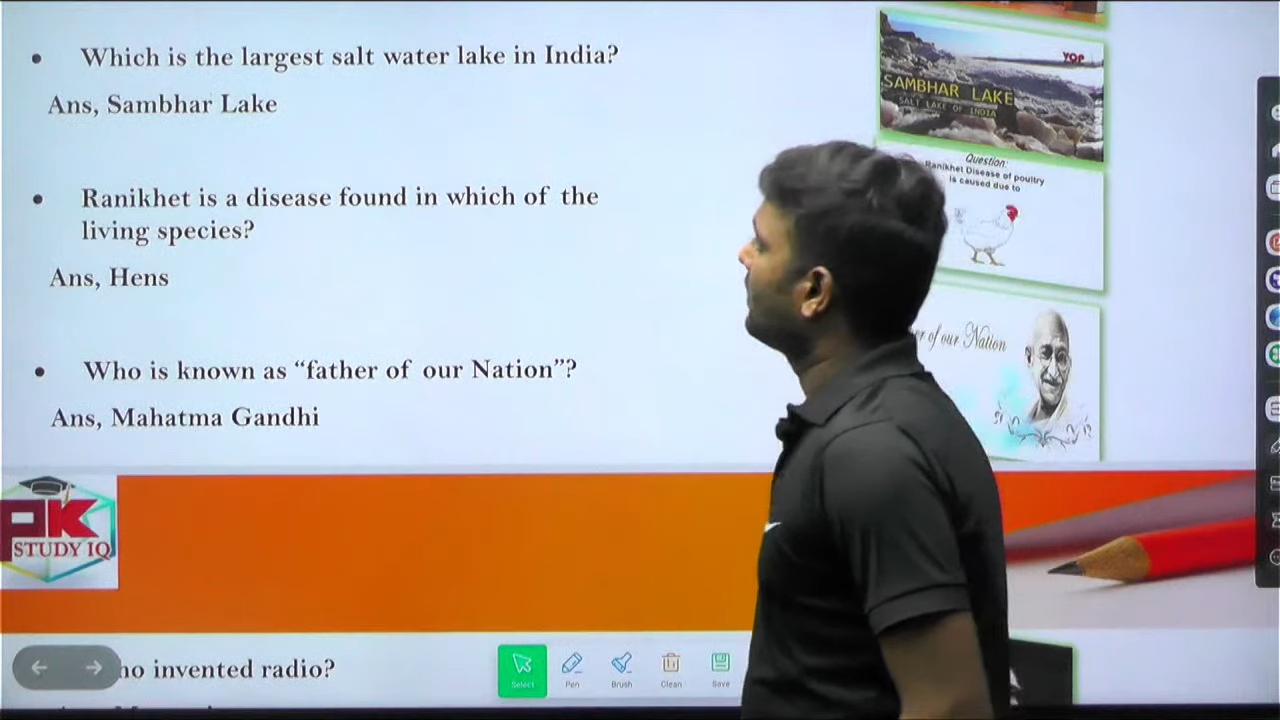 • Which is the largest salt water lake in India?
Ans, Sambhar Lake
• Ranikhet is a disease found in which of the
living species?
Ans, Hens
• Who is known as “father of our Nation”?
Ans, Mahatma Gandhi
YOP
SAMBHAR LAKE
SALT LAKE OF INDIA
Question:
Ranikhet Disease of poultry
is caused due to
of our Nation
PK
STUDY IQ
invented radio?
Select
Pen
Brush
Clean
Save